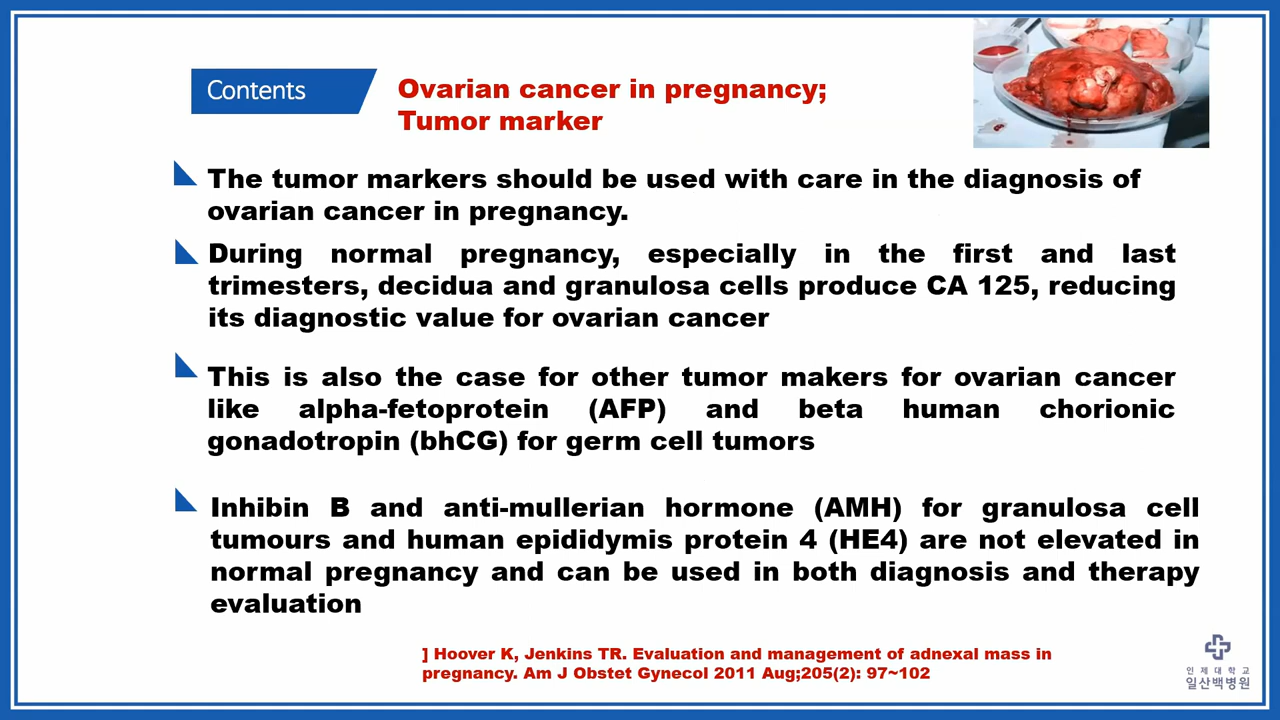 Contents
Ovarian cancer in pregnancy;
Tumor marker
The tumor markers should be used with care in the diagnosis of
ovarian cancer in pregnancy.
During normal pregnancy, especially in the first and last
trimesters, decidua and granulosa cells produce CA 125, reducing
its diagnostic value for ovarian cancer
This is also the case for other tumor makers for ovarian cancer
like alpha-fetoprotein (AFP) and beta human chorionic
gonadotropin (bhCG) for germ cell tumors
Inhibin B and anti-mullerian hormone (AMH) for granulosa cell
tumours and human epididymis protein 4 (HE4) are not elevated in
normal pregnancy and can be used in both diagnosis and therapy
evaluation
] Hoover K, Jenkins TR. Evaluation and management of adnexal mass in
pregnancy. Am J Obstet Gynecol 2011 Aug;205(2): 97~102
인제대학교
일산백병원